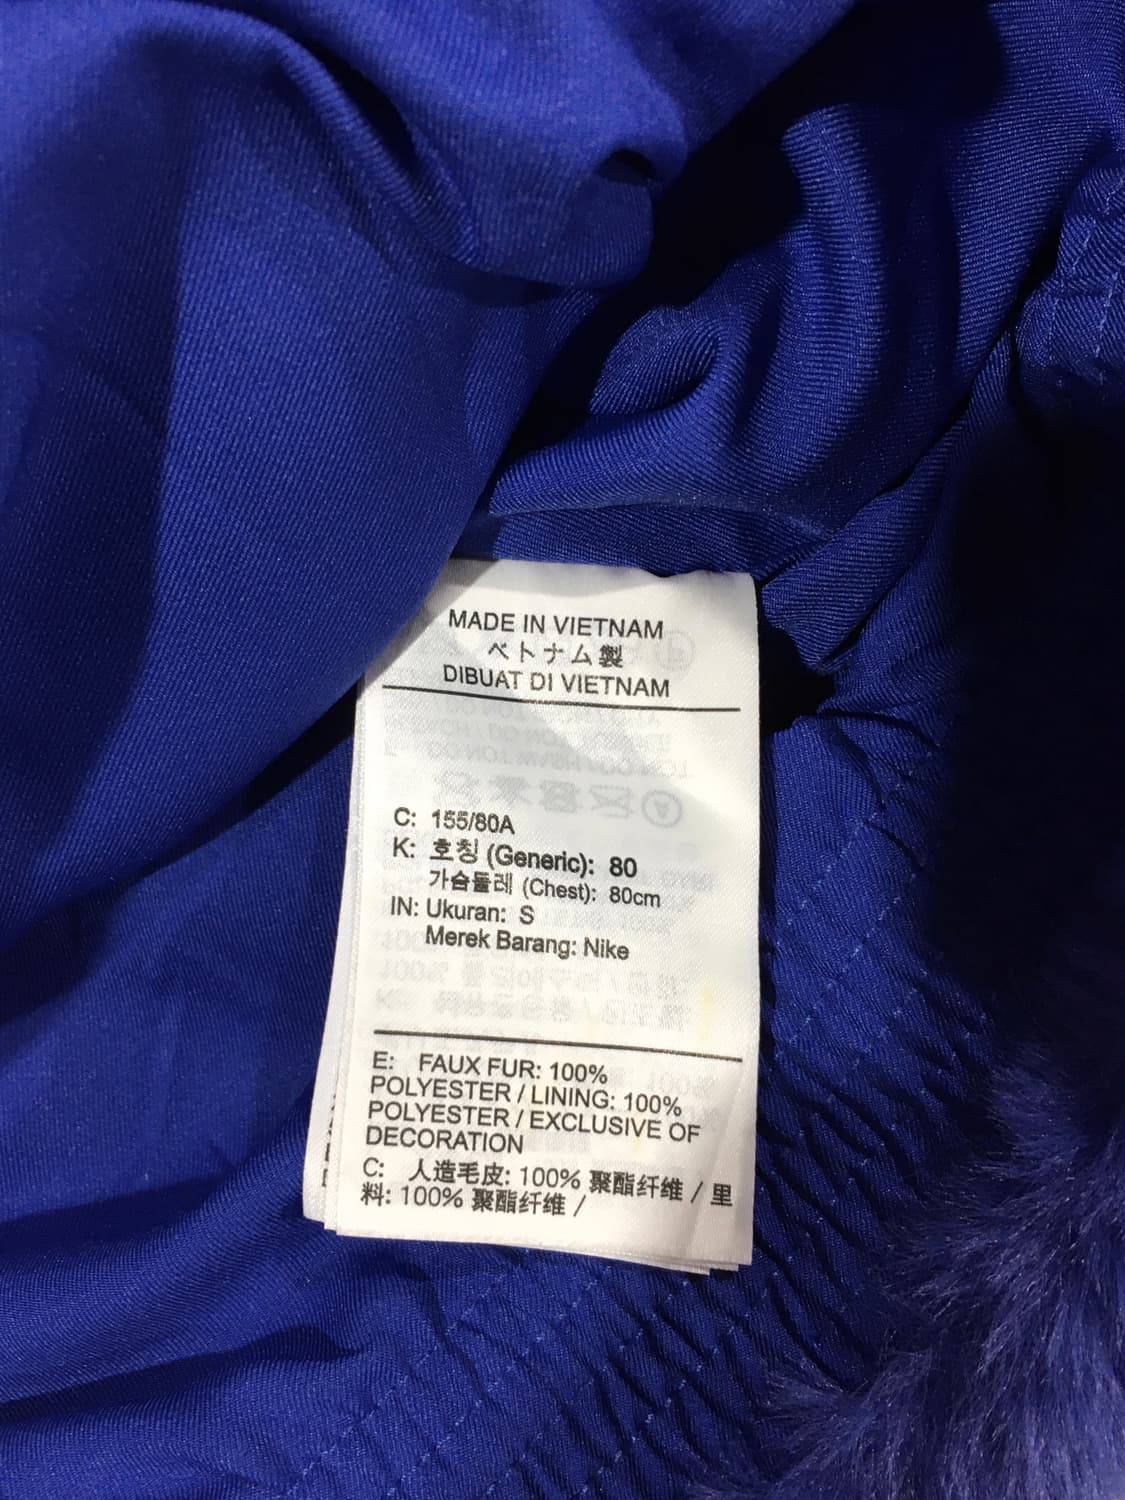 MADE IN VIETNAM
ベトナム製
DIBUAT DI VIETNAM
C: 155/80A
K: 호칭 (Generic): 80
가슴둘레 (Chest): 80cm
IN: Ukuran: S
Merek Barang: Nike
E: FAUX FUR: 100%
POLYESTER / LINING: 100%
POLYESTER / EXCLUSIVE OF
DECORATION
C: 人造毛皮: 100% 聚酯纤维 / 里
料: 100% 聚酯纤维 /